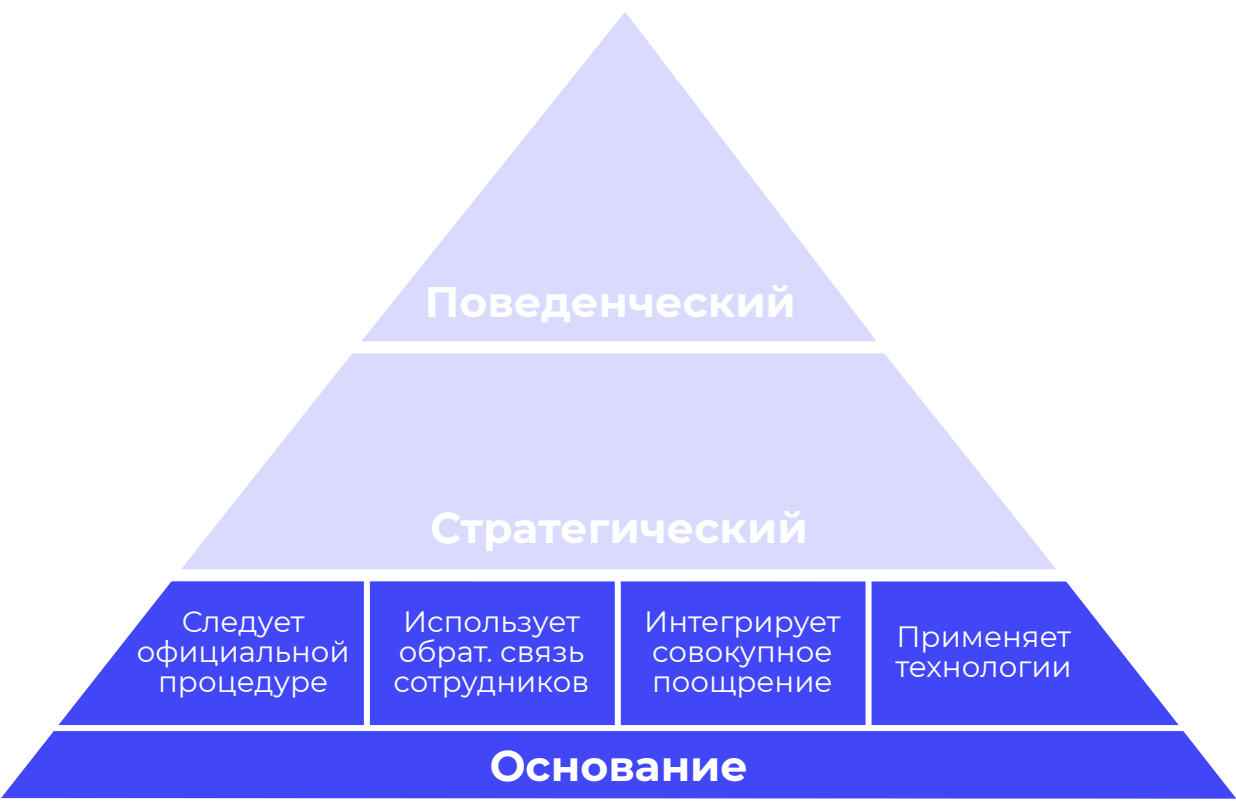 Поведенческий
Стратегический
Следует
официальной
процедуре
Использует
обрат. связь
сотрудников
Интегрирует
совокупное
поощрение
Применяет
технологии
Основание